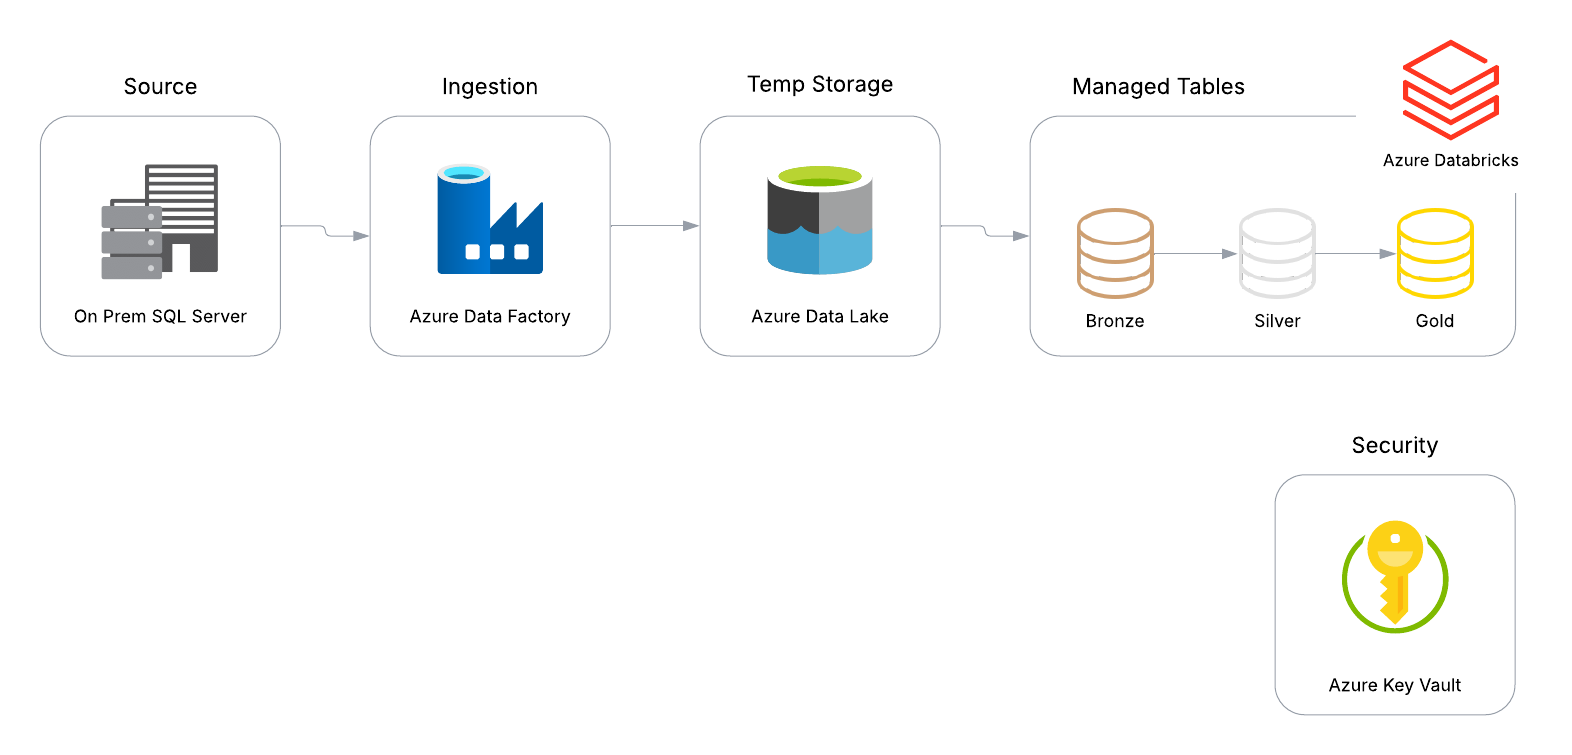 Source
Ingestion
Temp Storage
Managed Tables
Azure Databricks
On Prem SQL Server
Azure Data Factory
Azure Data Lake
Bronze
Silver
Gold
Security
Azure Key Vault